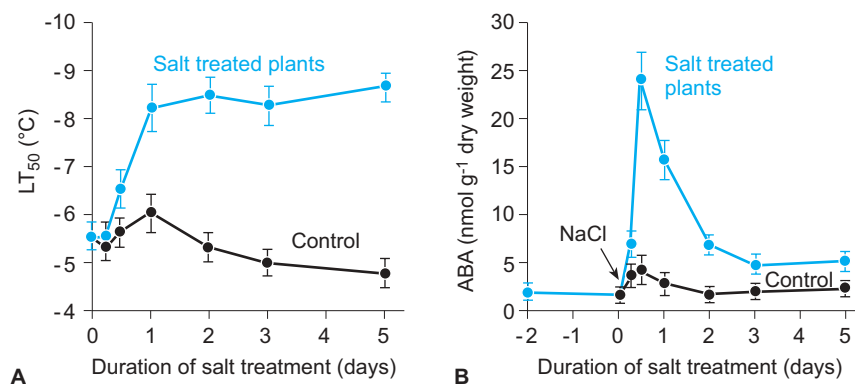 -10
-9
-8
-7
-6
-5
-4
LT50 (°C)
Salt treated plants
Control
0
1
2
3
4
5
Duration of salt treatment (days)
A
30
25
20
15
10
5
0
ABA (nmol g-1 dry weight)
Salt treated
plants
NaCl
Control
-2
-1
0
1
2
3
4
5
Duration of salt treatment (days)
B